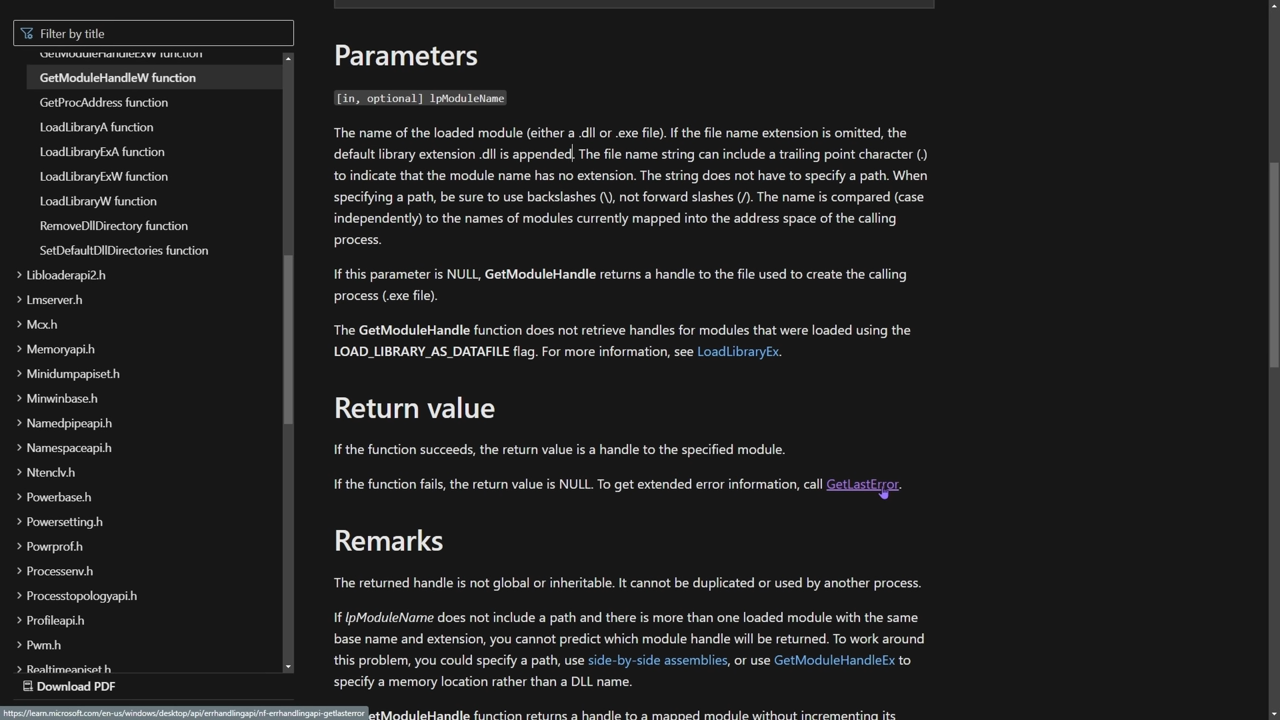 Filter by title
GetModuleHandleExW function
GetModuleHandleW function
GetProcAddress function
LoadLibraryA function
LoadLibraryExA function
LoadLibraryExW function
LoadLibraryW function
RemoveDllDirectory function
SetDefaultDllDirectories function
Libloaderapi2.h
Lmserver.h
Mcx.h
Memoryapi.h
Minidumpapiset.h
Minwinbase.h
Namedpipeapi.h
Namespaceapi.h
Ntenclv.h
Powerbase.h
Powersetting.h
Powrprof.h
Processenv.h
Processtopologyapi.h
Profileapi.h
Pwm.h
Realtimeapiset.h
Download PDF
Parameters
[in, optional] lpModuleName
The name of the loaded module (either a .dll or .exe file). If the file name extension is omitted, the
default library extension .dll is appended. The file name string can include a trailing point character (.)
to indicate that the module name has no extension. The string does not have to specify a path. When
specifying a path, be sure to use backslashes (\), not forward slashes (/). The name is compared (case
independently) to the names of modules currently mapped into the address space of the calling
process.
If this parameter is NULL, GetModuleHandle returns a handle to the file used to create the calling
process (.exe file).
The GetModuleHandle function does not retrieve handles for modules that were loaded using the
LOAD_LIBRARY_AS_DATAFILE flag. For more information, see LoadLibraryEx.
Return value
If the function succeeds, the return value is a handle to the specified module.
If the function fails, the return value is NULL. To get extended error information, call GetLastError.
Remarks
The returned handle is not global or inheritable. It cannot be duplicated or used by another process.
If lpModuleName does not include a path and there is more than one loaded module with the same
base name and extension, you cannot predict which module handle will be returned. To work around
this problem, you could specify a path, use side-by-side assemblies, or use GetModuleHandleEx to
specify a memory location rather than a DLL name.
etModuleHandle function returns a handle to a mapped module without incrementing its
https://learn.microsoft.com/en-us/windows/desktop/api/errhandlingapi/nf-errhandlingapi-getlasterror